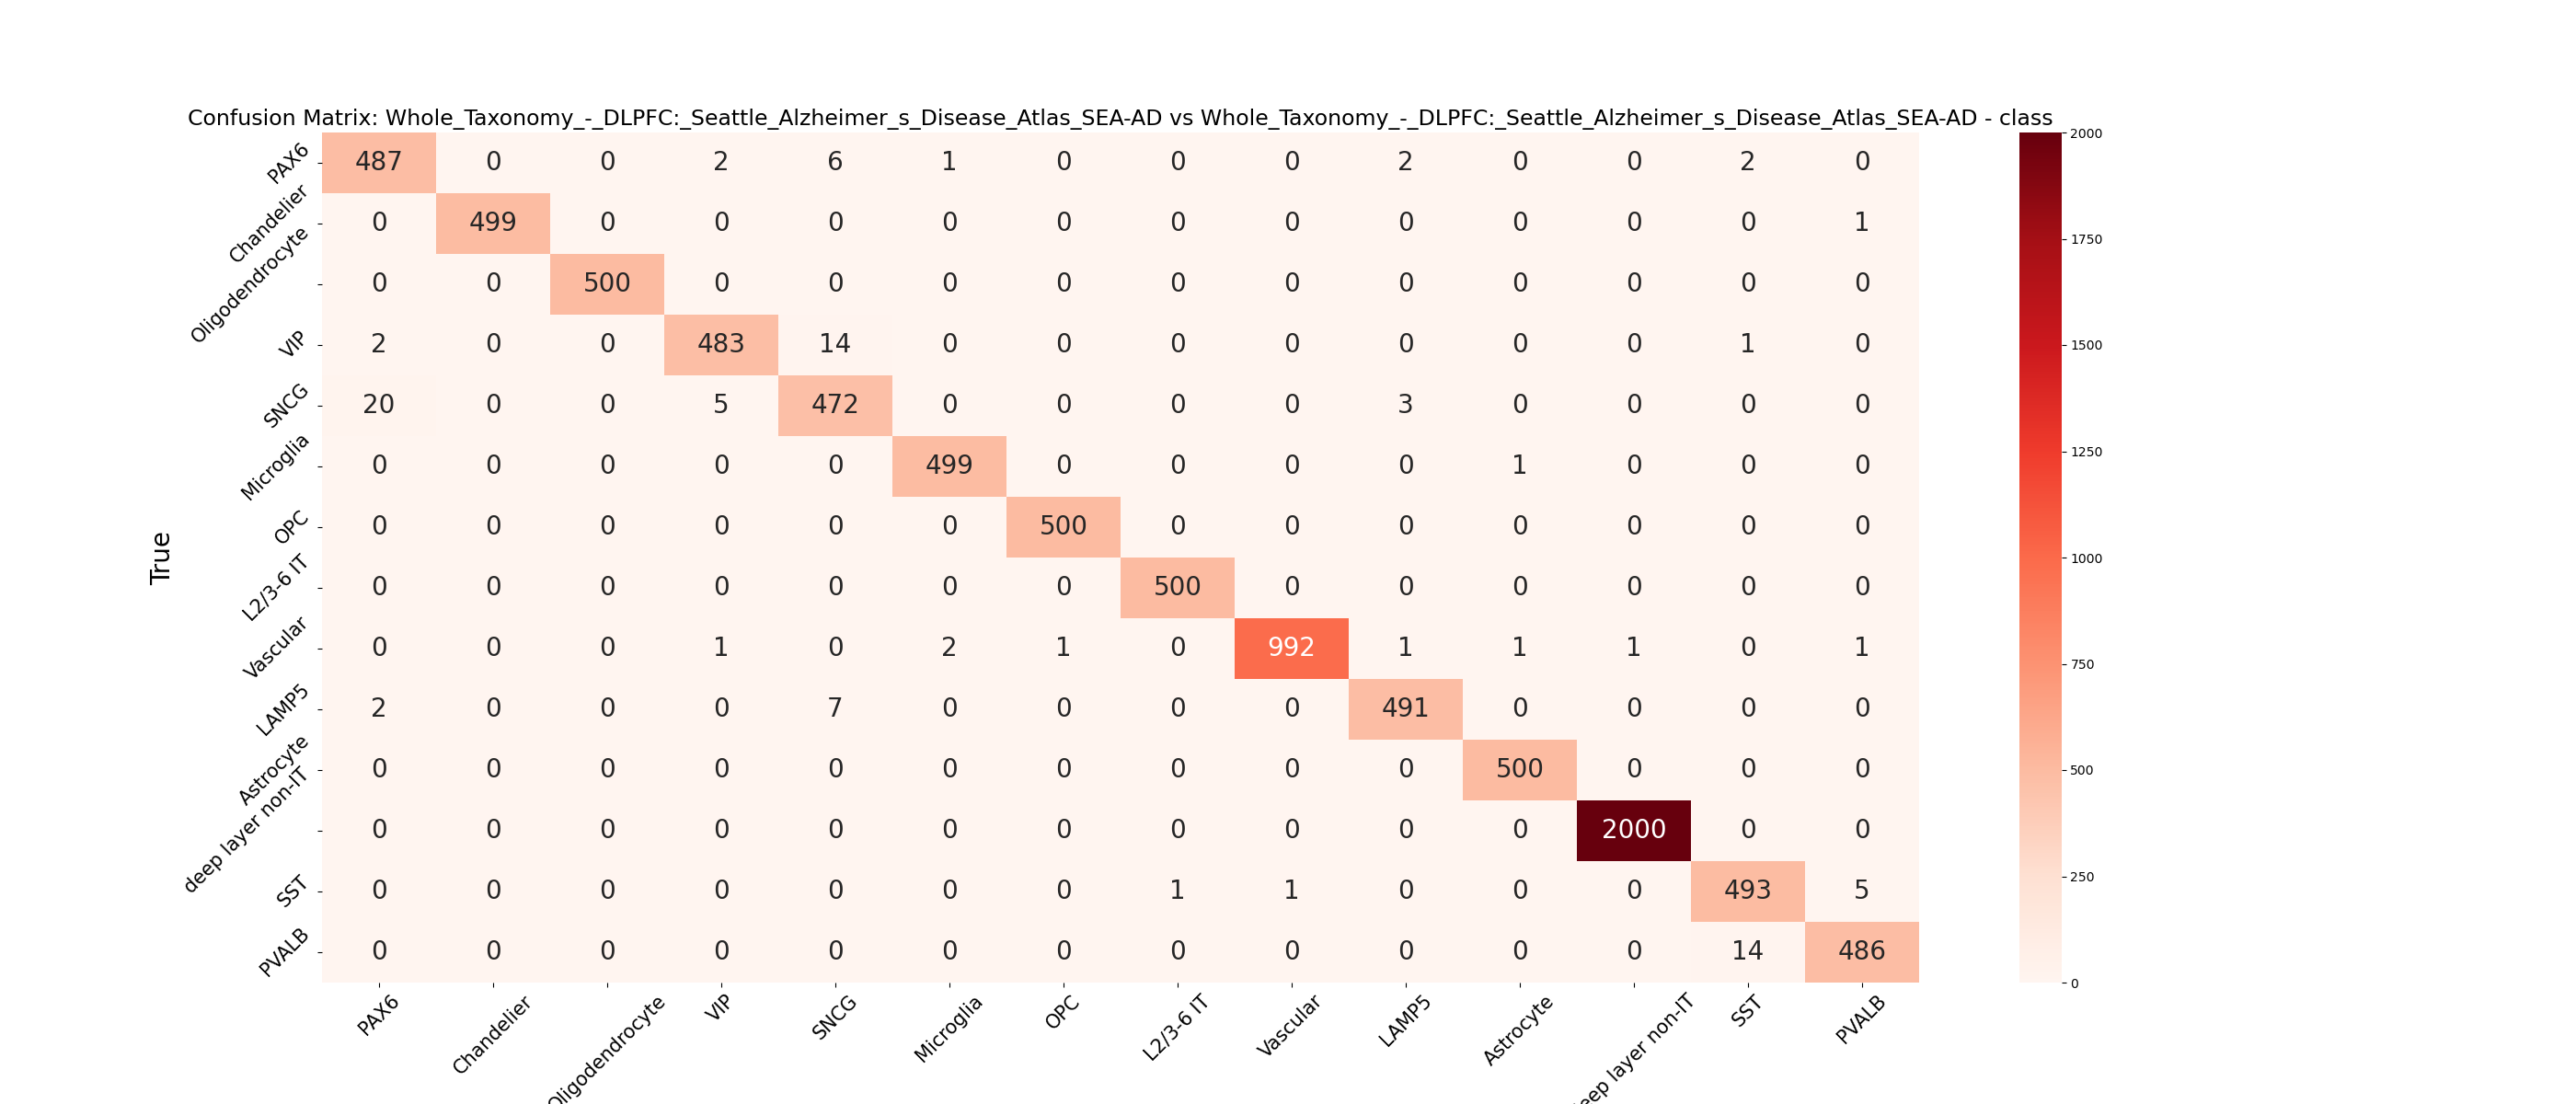 Confusion Matrix: Whole_Taxonomy_-_DLPFC:_Seattle_Alzheimer_s_Disease_Atlas_SEA-AD vs Whole_Taxonomy_-_DLPFC:_Seattle_Alzheimer_s_Disease_Atlas_SEA-AD - class
True
PAX6 487 0 0 2 6 1 0 0 0 2 0 0 2 0
Chandelier 0 499 0 0 0 0 0 0 0 0 0 0 0 1
Oligodendrocyte 0 0 500 0 0 0 0 0 0 0 0 0 0 0
VIP 2 0 0 483 14 0 0 0 0 0 0 0 1 0
SNCG 20 0 0 5 472 0 0 0 0 3 0 0 0 0
Microglia 0 0 0 0 0 499 0 0 0 0 1 0 0 0
OPC 0 0 0 0 0 0 500 0 0 0 0 0 0 0
L2/3-6 IT 0 0 0 0 0 0 0 500 0 0 0 0 0 0
Vascular 0 0 0 1 0 2 1 0 992 1 1 1 0 1
LAMP5 2 0 0 0 7 0 0 0 0 491 0 0 0 0
Astrocyte 0 0 0 0 0 0 0 0 0 0 500 0 0 0
deep layer non-IT 0 0 0 0 0 0 0 0 0 0 0 2000 0 0
SST 0 0 0 0 0 0 0 1 1 0 0 0 493 5
PVALB 0 0 0 0 0 0 0 0 0 0 0 0 14 486
PAX6 Chandelier Oligodendrocyte VIP SNCG Microglia OPC L2/3-6 IT Vascular LAMP5 Astrocyte layer non-IT SST PVALB
2000
1750
1500
1250
1000
750
500
250
0